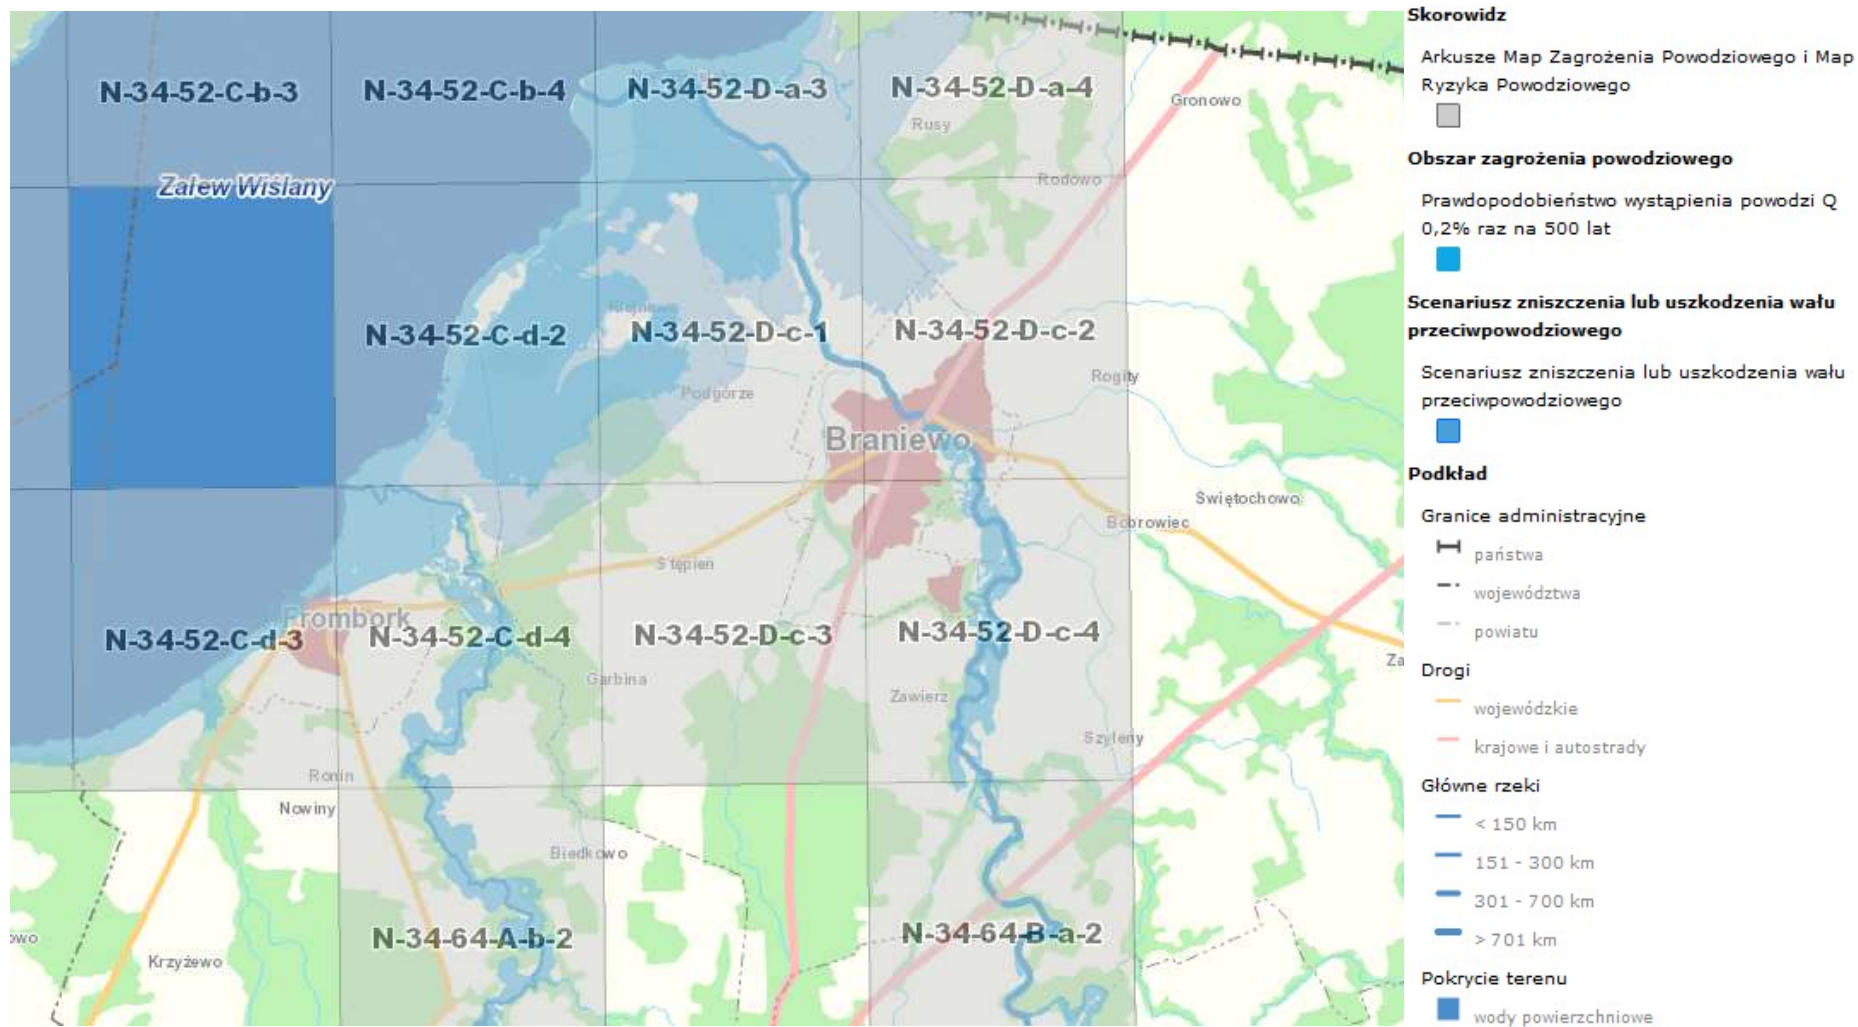 N-34-52-C-b-3
N-34-52-C-b-4
N-34-52-D-a-3
N-34-52-D-a-4
Gronowo
Rusy
Zalew Wiślany
Rodowo
N-34-52-C-d-2
N-34-52-D-c-1
N-34-52-D-c-2
Podgórze
Rogity
Braniewo
Świętochowo
Bobrowiec
Stępień
Frombork
N-34-52-C-d-3
N-34-52-C-d-4
N-34-52-D-c-3
N-34-52-D-c-4
Za
Garbina
Zawierz
Szyleny
Ronin
Nowiny
Biedkowo
N-34-64-A-b-2
N-34-64-B-a-2
owo
Krzyżewo
Skorowidz
Arkusze Map Zagrożenia Powodziowego i Map
Ryzyka Powodziowego
Obszar zagrożenia powodziowego
Prawdopodobieństwo wystąpienia powodzi Q
0,2% raz na 500 lat
Scenariusz zniszczenia lub uszkodzenia wału
przeciwpowodziowego
Scenariusz zniszczenia lub uszkodzenia wału
przeciwpowodziowego
Podkład
Granice administracyjne
państwa
województwa
powiatu
Drogi
wojewódzkie
krajowe i autostrady
Główne rzeki
< 150 km
151 - 300 km
301 - 700 km
> 701 km
Pokrycie terenu
wody powierzchniowe